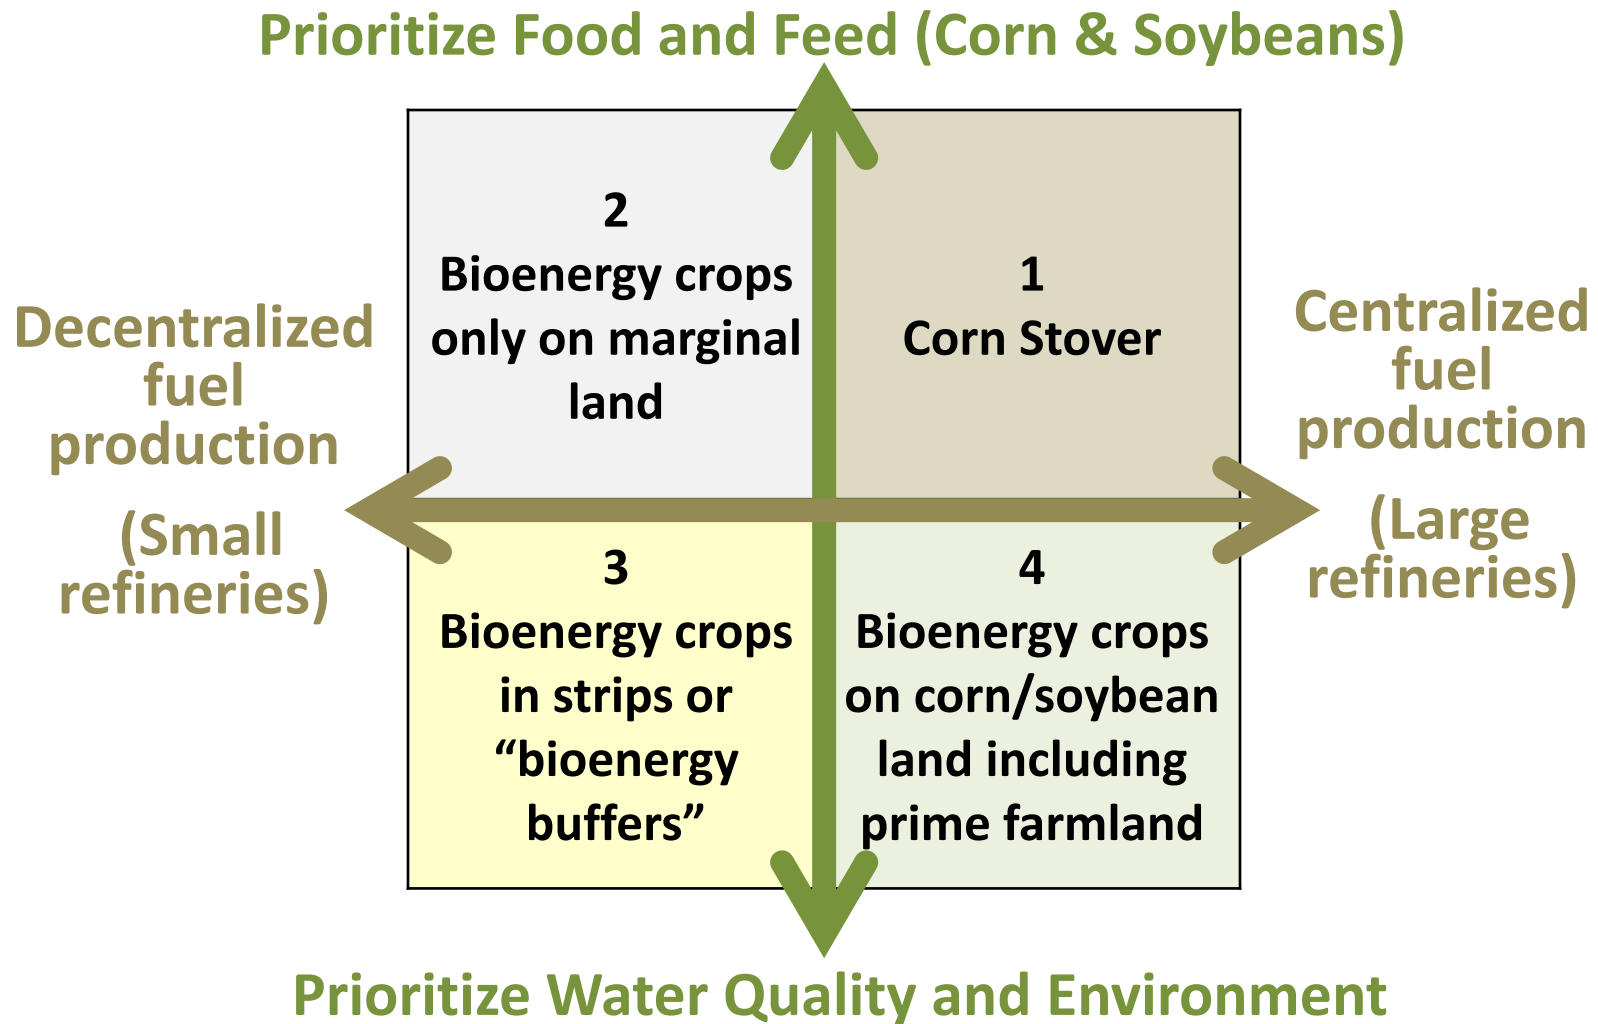 Prioritize Food and Feed (Corn & Soybeans)
2
Bioenergy crops
only on marginal
land
1
Corn Stover
Decentralized
fuel
production
(Small
refineries)
Centralized
fuel
production
(Large
refineries)
3
Bioenergy crops
in strips or
“bioenergy
buffers”
4
Bioenergy crops
on corn/soybean
land including
prime farmland
Prioritize Water Quality and Environment